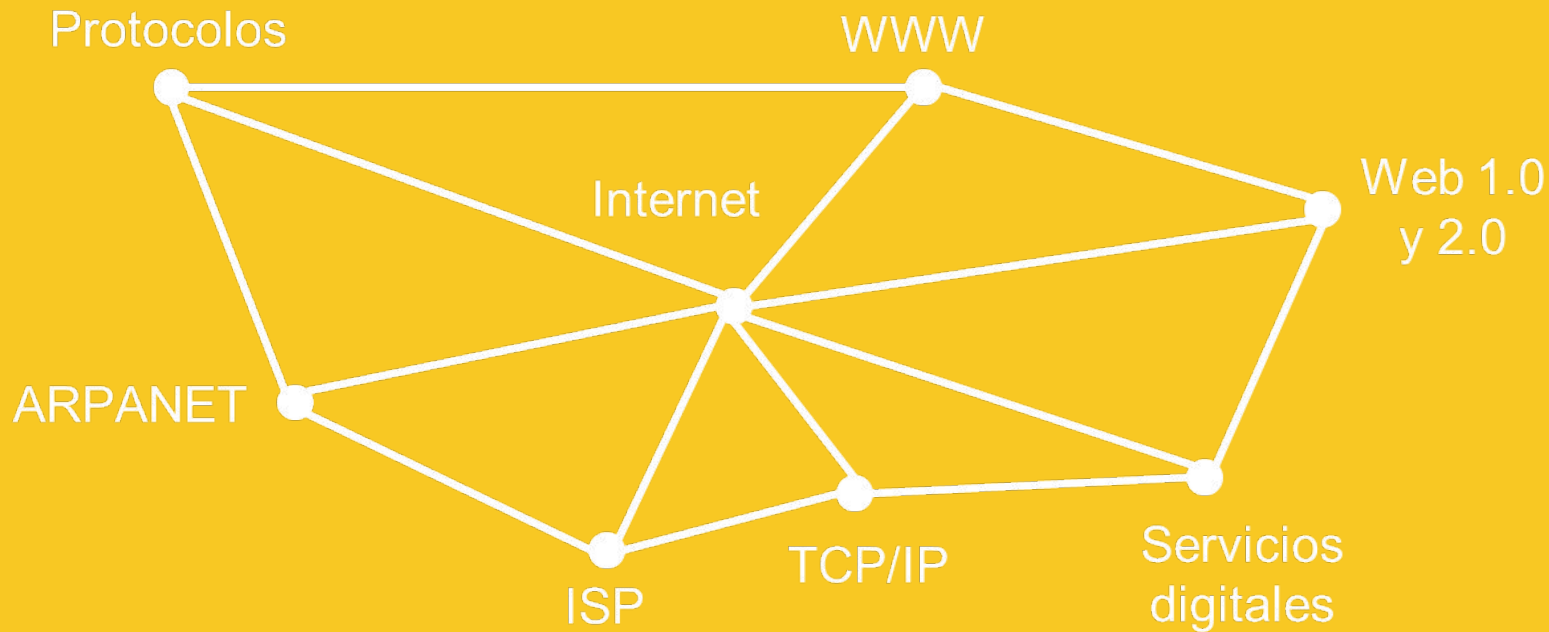 Protocolos
WWW
Internet
Web 1.0
y 2.0
ARPANET
ISP
TCP/IP
Servicios
digitales